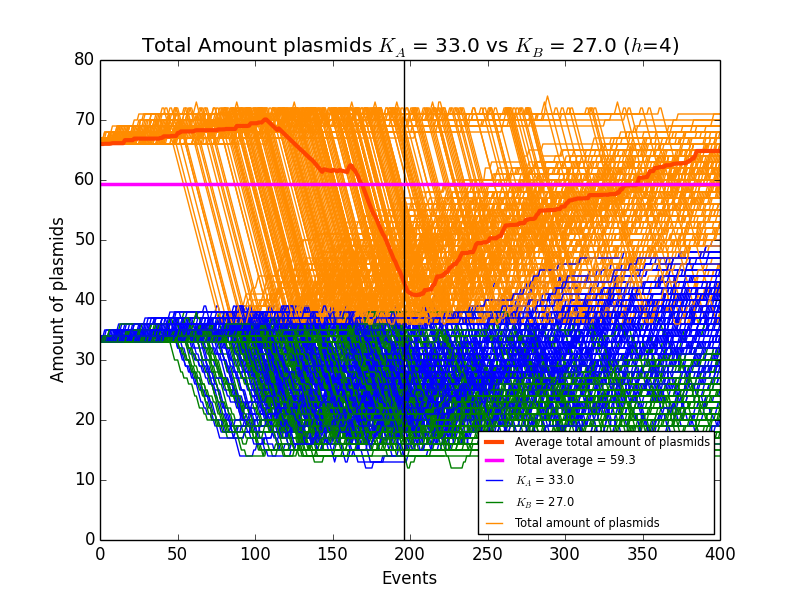 Total Amount plasmids K_A = 33.0 vs K_B = 27.0 (h=4)
80
70
60
50
40
30
20
10
0
Amount of plasmids
Average total amount of plasmids
Total average = 59.3
K_A = 33.0
K_B = 27.0
Total amount of plasmids
0 50 100 150 200 250 300 350 400
Events